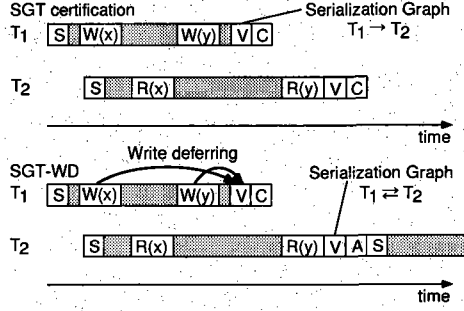 SGT certification
Serialization Graph
T1 → T2
T1 S W(x) W(y) V C
T2 S R(x) R(y) V C
time
Write deferring
SGT-WD
Serialization Graph
T1 ⇄ T2
T1 S W(x) W(y) V C
T2 S R(x) R(y) V A S
time